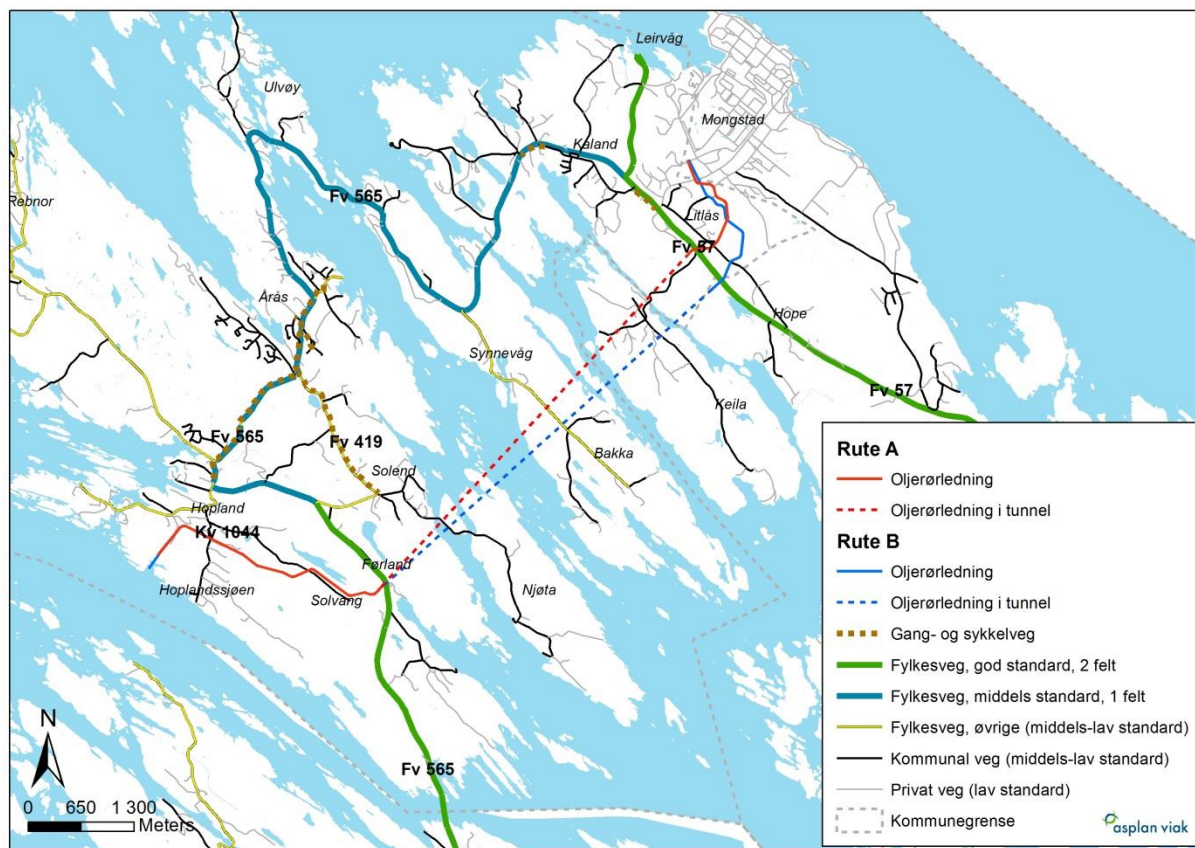 Leirvåg
Ulvøy
Mongstad
Kaland
Rebnor
Fv 565
Litlås
Fv 57
Årås
Hope
Synnevåg
Fv 57
Keila
Fv 565
Fv 419
Bakka
Solend
Hopland
Kv 1044
Førland
Hoplandssjøen
Solvang
Njøta
Fv 565
N
0 650 1 300
Meters
Rute A
Oljerørledning
Oljerørledning i tunnel
Rute B
Oljerørledning
Oljerørledning i tunnel
Gang- og sykkelveg
Fylkesveg, god standard, 2 felt
Fylkesveg, middels standard, 1 felt
Fylkesveg, øvrige (middels-lav standard)
Kommunal veg (middels-lav standard)
Privat veg (lav standard)
Kommunegrense
asplan viak